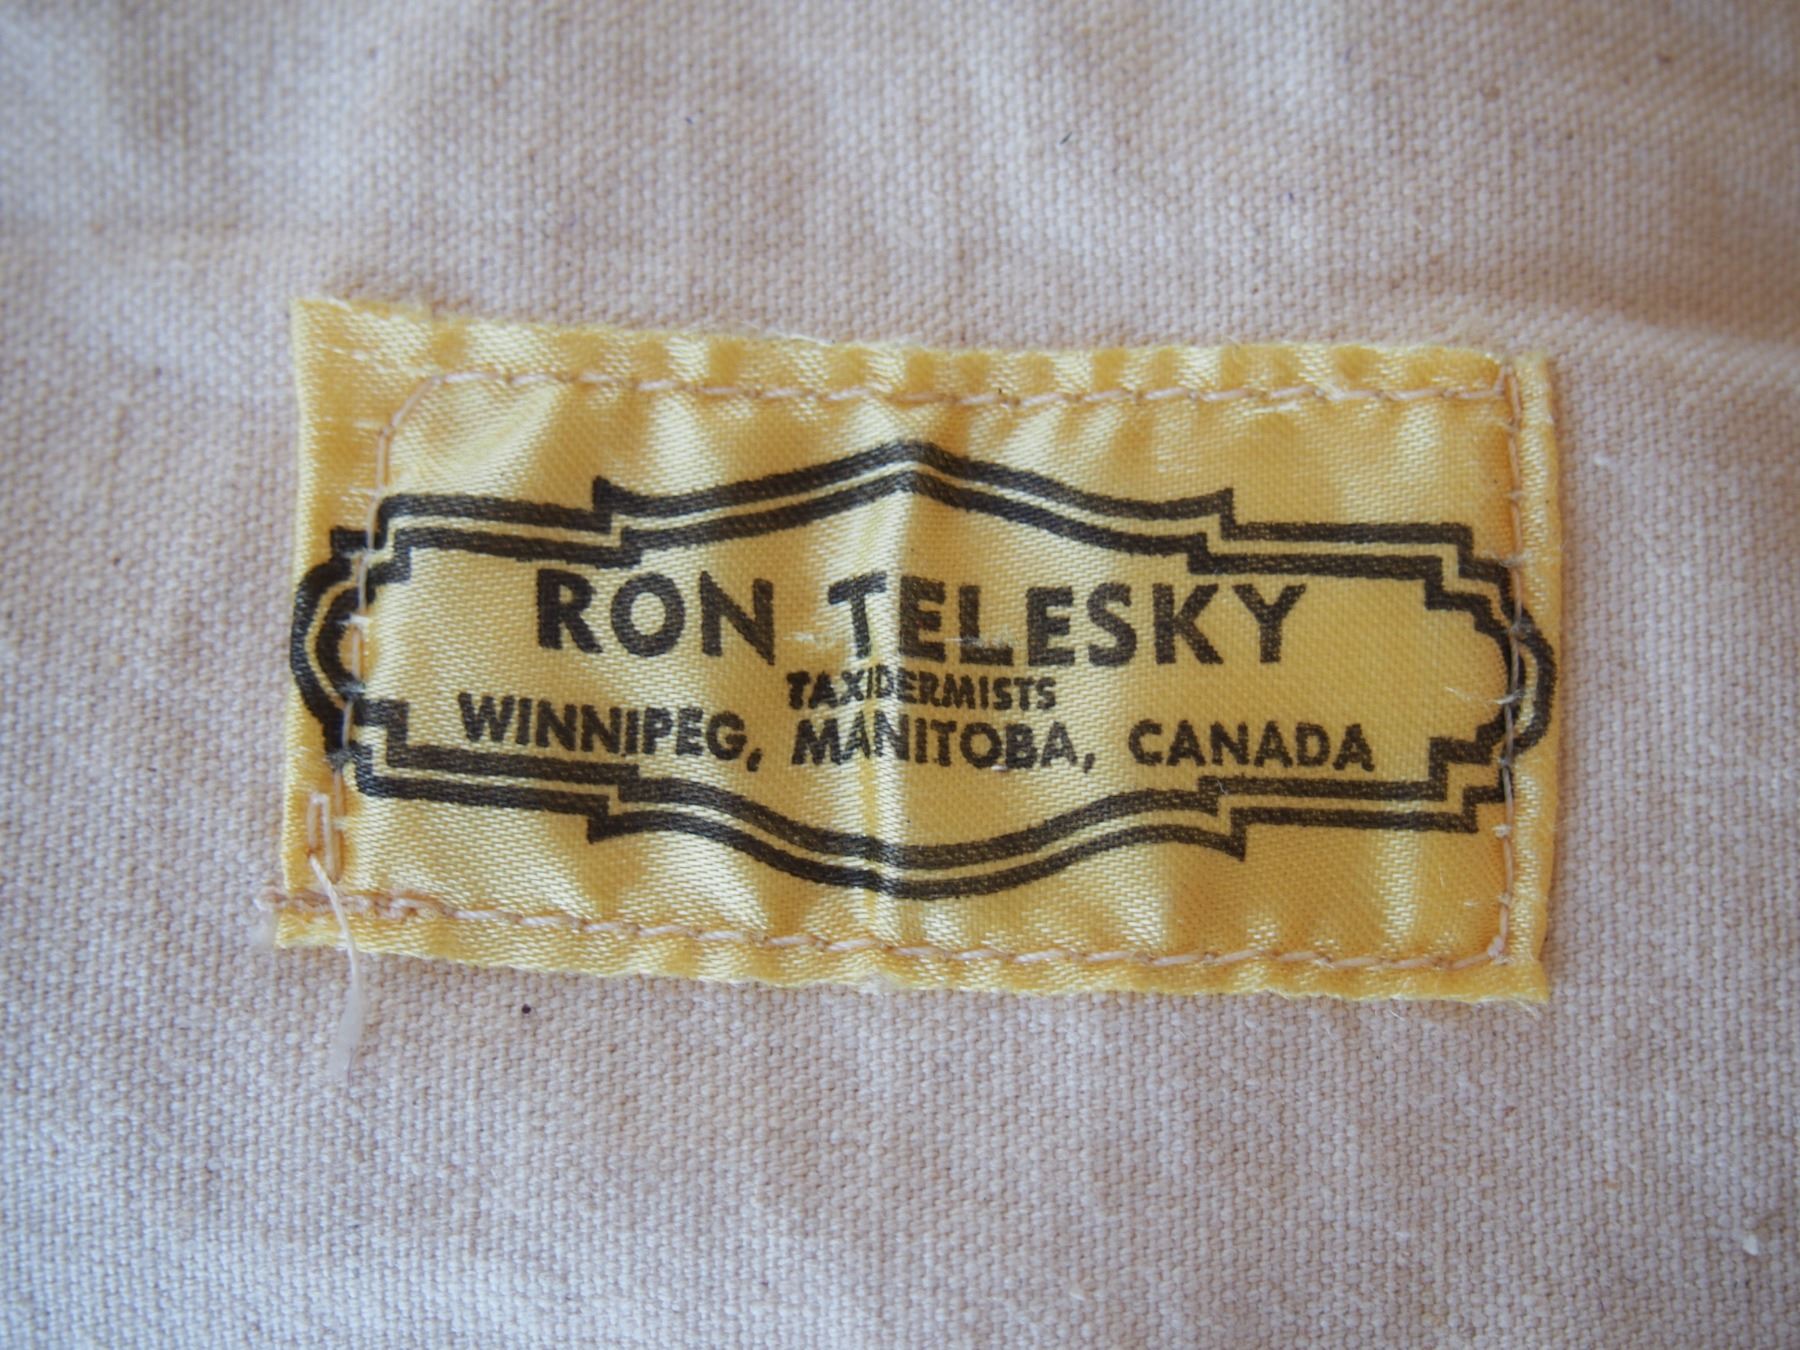 RON TELESKY
TAXIDERMISTS
WINNIPEG, MANITOBA, CANADA